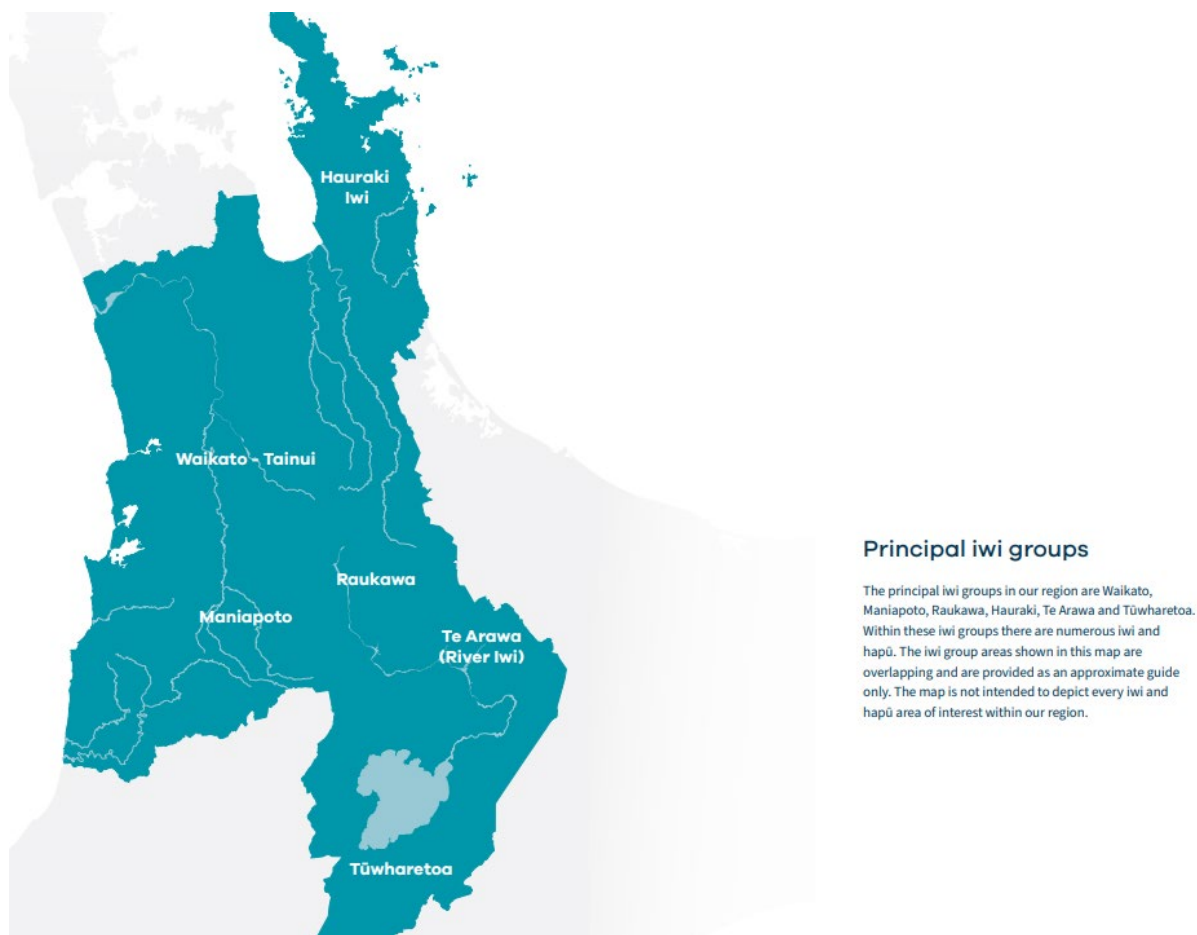 Hauraki
Iwi
Waikato - Tainui
Raukawa
Maniapoto
Te Arawa
(River Iwi)
Tūwharetoa
Principal iwi groups
The principal iwi groups in our region are Waikato,
Maniapoto, Raukawa, Hauraki, Te Arawa and Tūwharetoa.
Within these iwi groups there are numerous iwi and
hapū. The iwi group areas shown in this map are
overlapping and are provided as an approximate guide
only. The map is not intended to depict every iwi and
hapū area of interest within our region.